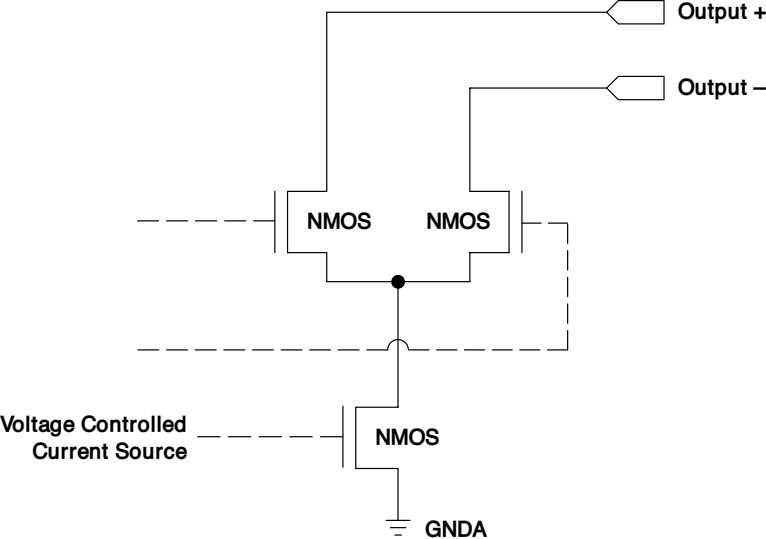 Output +
Output –
NMOS
NMOS
Voltage Controlled
Current Source
NMOS
GNDA